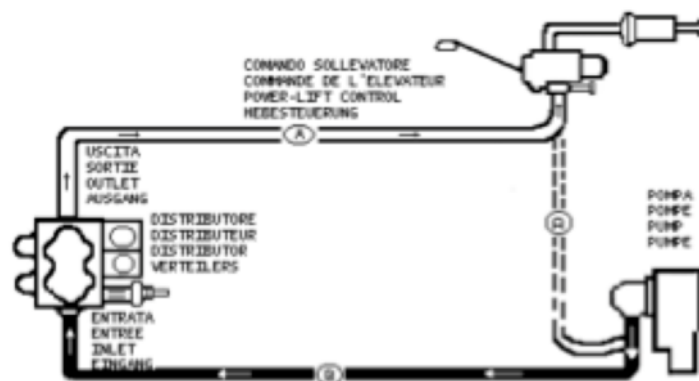 COMANDO SOLLEVATORE
COMMANDE DE L'ELEVATEUR
POWER-LIFT CONTROL
HEBESTEUERUNG
A
USCITA
SORTIE
OUTLET
AUSGANG
DISTRIBUTORE
DISTRIBUTEUR
DISTRIBUTOR
VERTEILERS
POMPA
POMPE
PUMP
PUMPE
ENTRATA
ENTREE
INLET
EINGANG
B